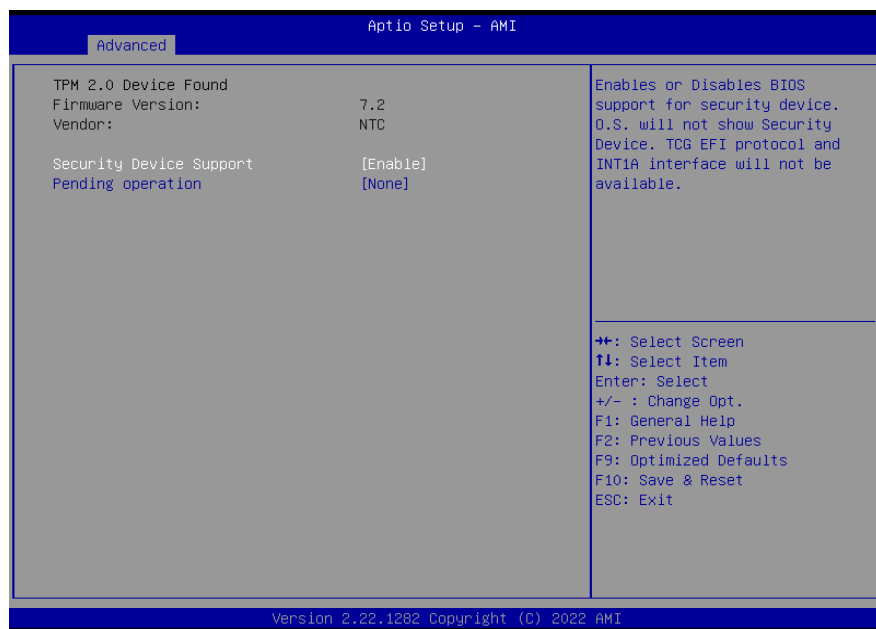 Aptio Setup – AMI
Advanced
TPM 2.0 Device Found
Firmware Version: 7.2
Vendor: NTC
Security Device Support [Enable]
Pending operation [None]
Enables or Disables BIOS
support for security device.
O.S. will not show Security
Device. TCG EFI protocol and
INT1A interface will not be
available.
→←: Select Screen
↑↓: Select Item
Enter: Select
+/- : Change Opt.
F1: General Help
F2: Previous Values
F9: Optimized Defaults
F10: Save & Reset
ESC: Exit
Version 2.22.1282 Copyright (C) 2022 AMI